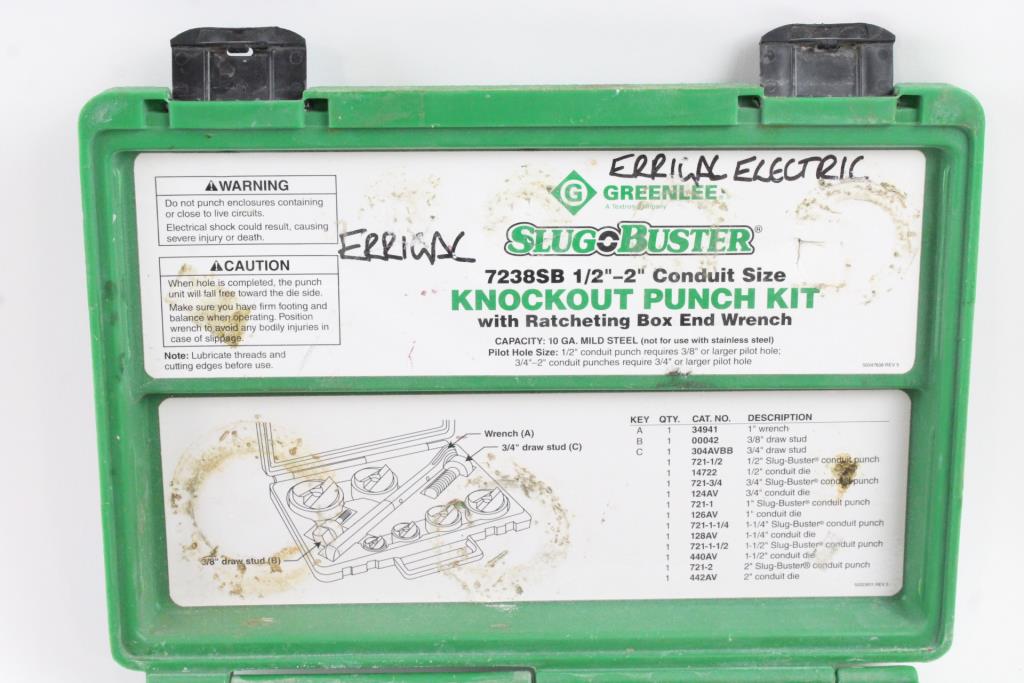 ERRIGAL ELECTRIC
ERRIGAL
⚠WARNING
Do not punch enclosures containing
or close to live circuits.
Electrical shock could result, causing
severe injury or death.
⚠CAUTION
When hole is completed, the punch
unit will fall free toward the die side.
Make sure you have firm footing and
balance when operating. Position
wrench to avoid any bodily injuries in
case of slippage.
Note: Lubricate threads and
cutting edges before use.
G GREENLEE
A Textron Company
SLUG BUSTER®
7238SB 1/2"–2" Conduit Size
KNOCKOUT PUNCH KIT
with Ratcheting Box End Wrench
CAPACITY: 10 GA. MILD STEEL (not for use with stainless steel)
Pilot Hole Size: 1/2" conduit punch requires 3/8" or larger pilot hole;
3/4"–2" conduit punches require 3/4" or larger pilot hole
Wrench (A)
3/4" draw stud (C)
3/8" draw stud (B)
KEY QTY. CAT. NO. DESCRIPTION
A 1 34941 1" wrench
B 1 00042 3/8" draw stud
C 1 304AVBB 3/4" draw stud
1 721-1/2 1/2" Slug-Buster® conduit punch
1 14722 1/2" conduit die
1 721-3/4 3/4" Slug-Buster® conduit punch
1 124AV 3/4" conduit die
1 721-1 1" Slug-Buster® conduit punch
1 126AV 1" conduit die
1 721-1-1/4 1-1/4" Slug-Buster® conduit punch
1 128AV 1-1/4" conduit die
1 721-1-1/2 1-1/2" Slug-Buster® conduit punch
1 440AV 1-1/2" conduit die
1 721-2 2" Slug-Buster® conduit punch
1 442AV 2" conduit die